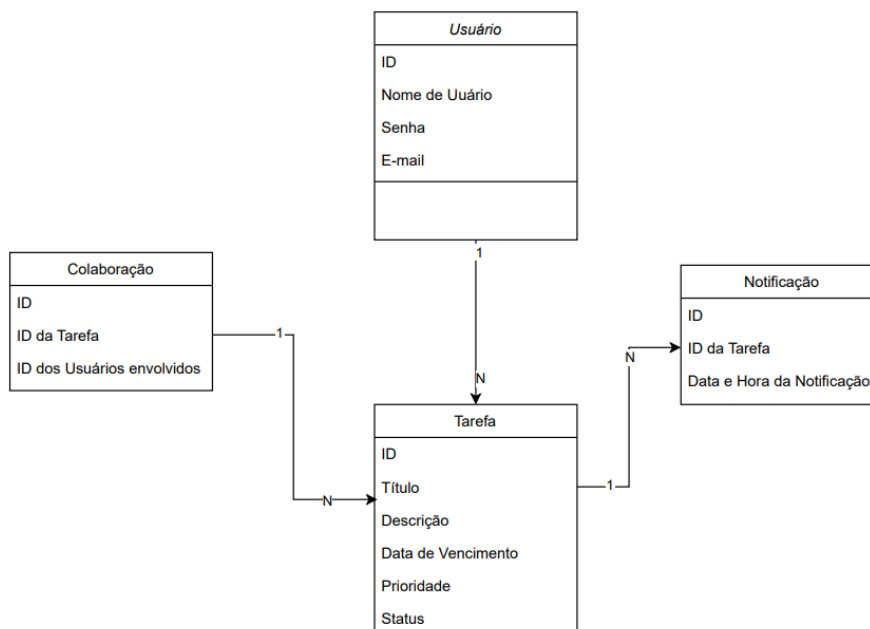 Usuário
ID
Nome de Uuário
Senha
E-mail
1
N
Colaboração
ID
ID da Tarefa
ID dos Usuários envolvidos
1
N
Notificação
ID
ID da Tarefa
Data e Hora da Notificação
N
1
Tarefa
ID
Título
Descrição
Data de Vencimento
Prioridade
Status